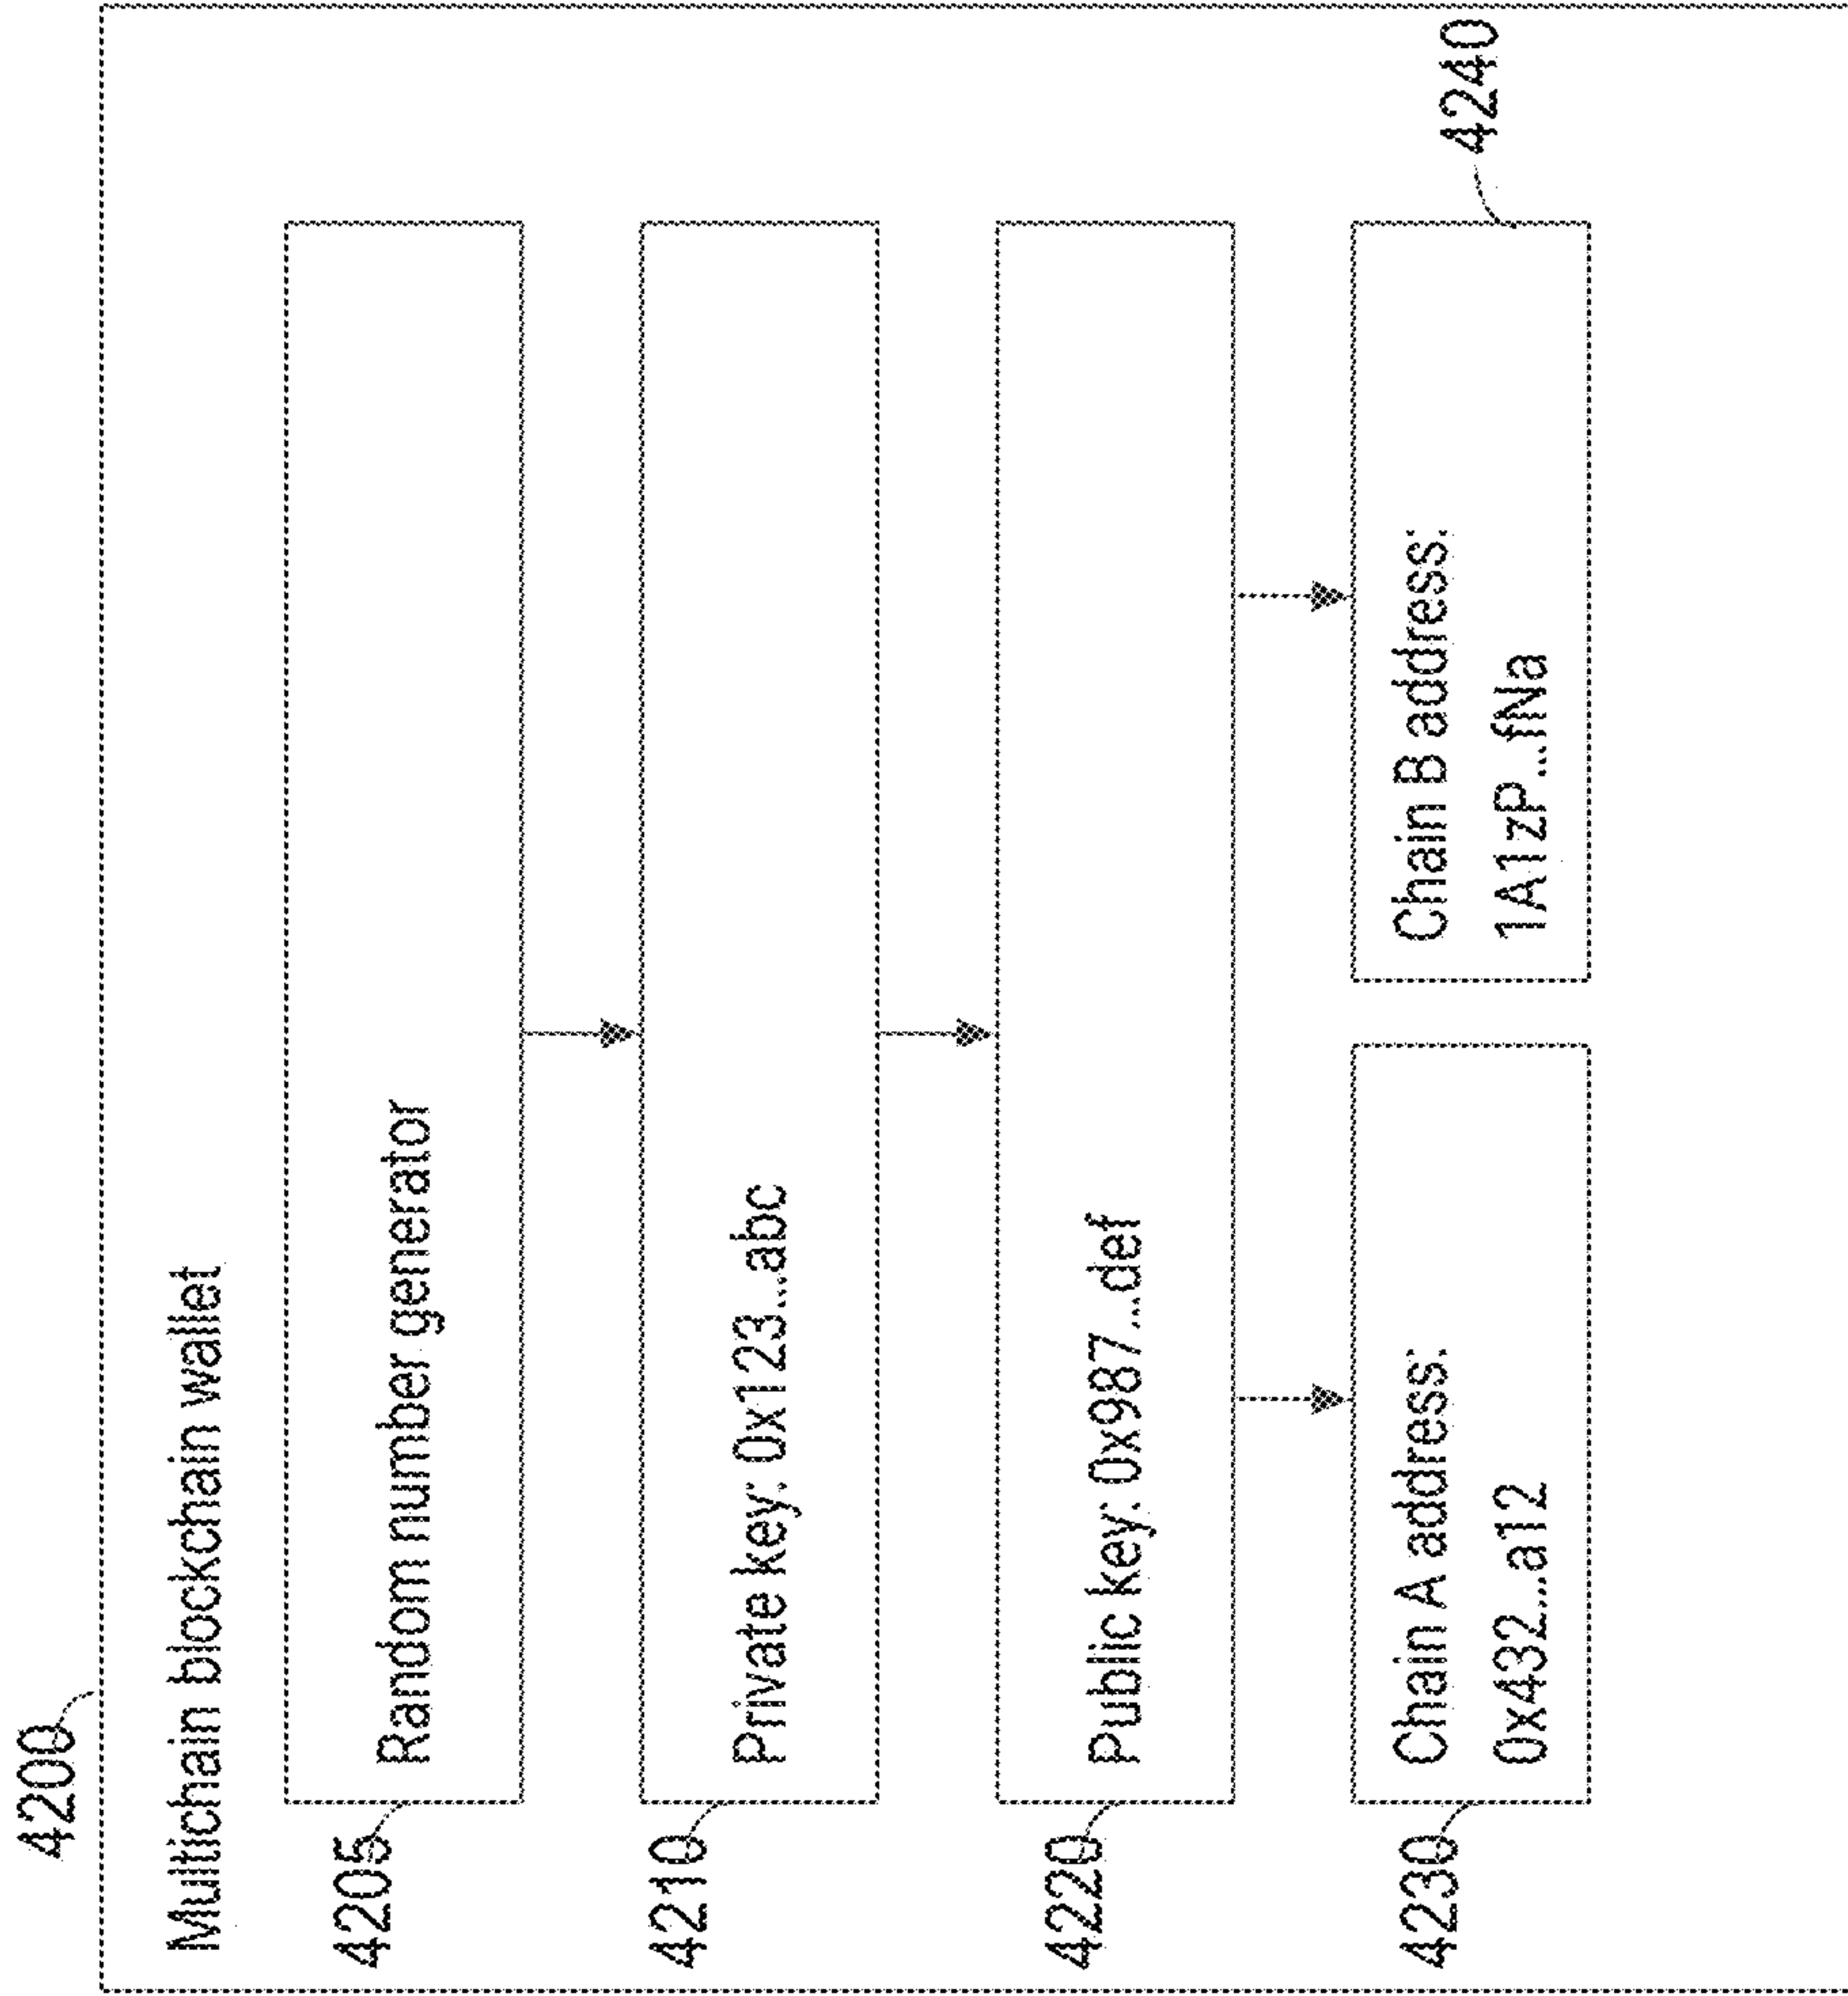 4200
Multichain blockchain wallet
4205
Random number generator
4210
Private key: 0x123...abc
4220
Public key: 0x987...def
4230
Chain A address:
0x432...a12
Chain B address:
1A1zP...fNa
4240